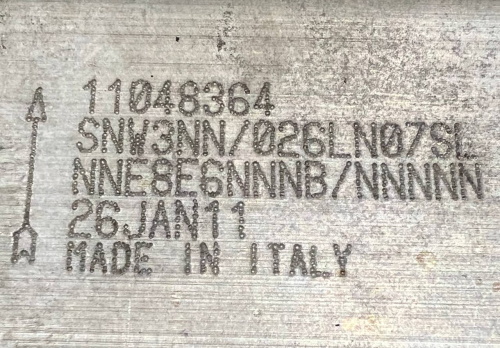 11048364
SNW3NN/026LN07SL
NNE8E6NNNB/NNNNN
26JAN11
MADE IN ITALY